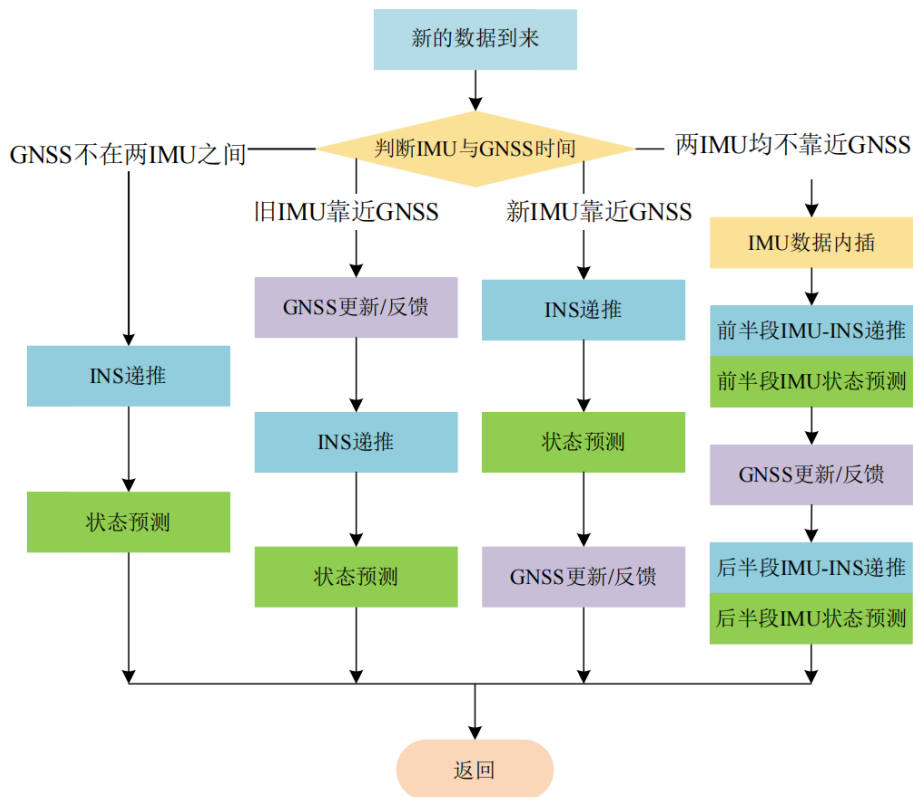 新的数据到来
判断IMU与GNSS时间
GNSS不在两IMU之间
旧IMU靠近GNSS
新IMU靠近GNSS
两IMU均不靠近GNSS
INS递推
状态预测
GNSS更新/反馈
INS递推
状态预测
INS递推
状态预测
GNSS更新/反馈
IMU数据内插
前半段IMU-INS递推
前半段IMU状态预测
GNSS更新/反馈
后半段IMU-INS递推
后半段IMU状态预测
返回